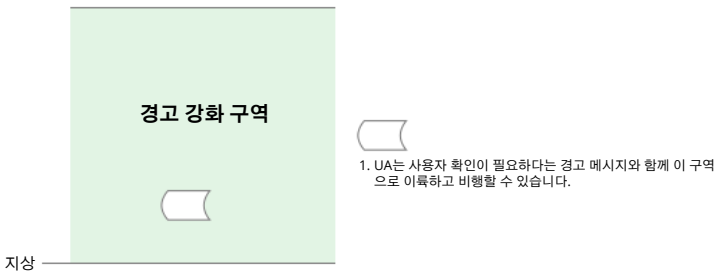 경고 강화 구역
1. UA는 사용자 확인이 필요하다는 경고 메시지와 함께 이 구역
으로 이륙하고 비행할 수 있습니다.
지상